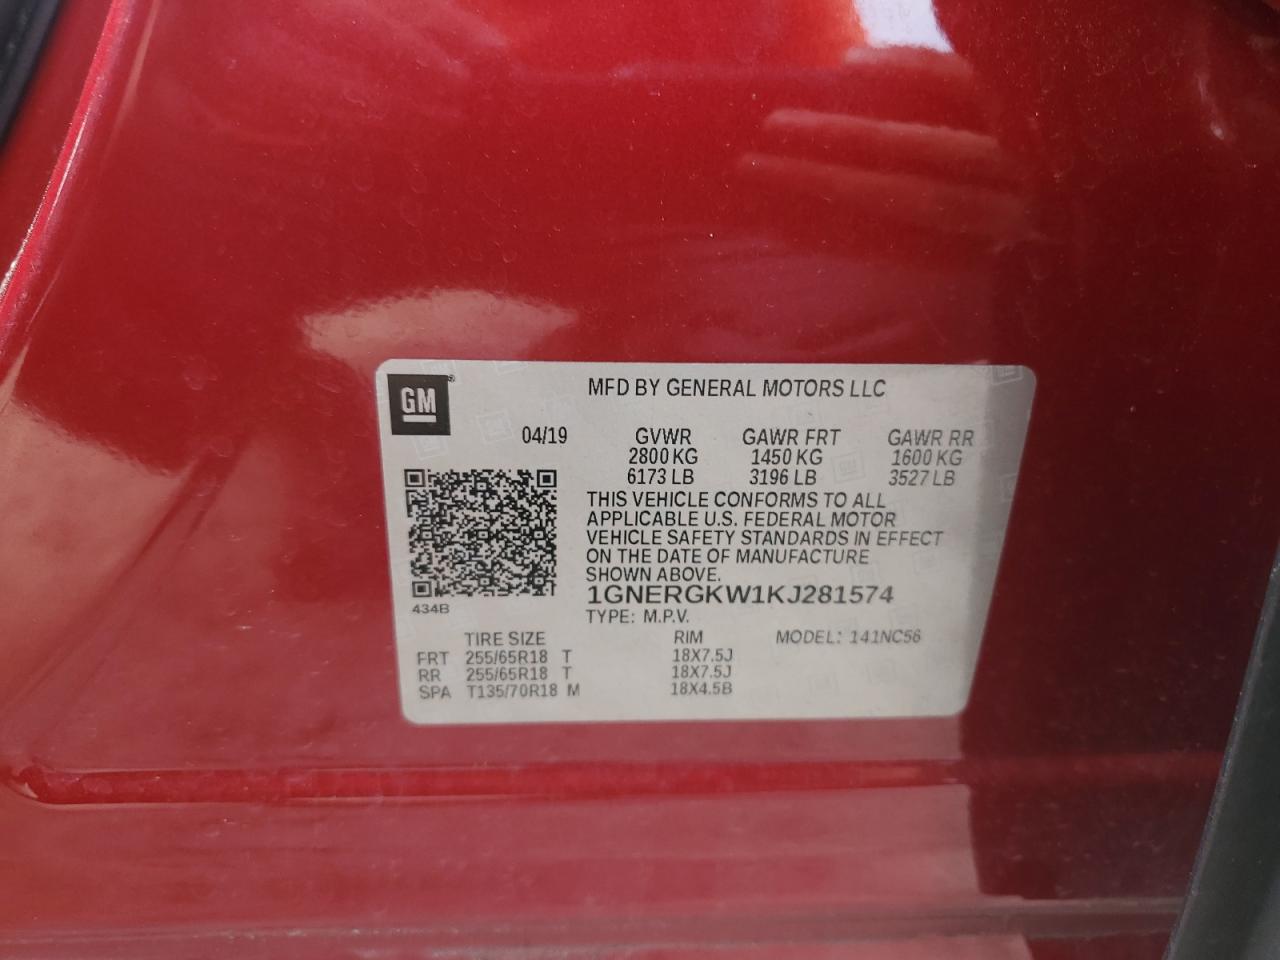 GM
MFD BY GENERAL MOTORS LLC
04/19 GVWR GAWR FRT GAWR RR
2800 KG 1450 KG 1600 KG
6173 LB 3196 LB 3527 LB
THIS VEHICLE CONFORMS TO ALL
APPLICABLE U.S. FEDERAL MOTOR
VEHICLE SAFETY STANDARDS IN EFFECT
ON THE DATE OF MANUFACTURE
SHOWN ABOVE.
1GNERGKW1KJ281574
434B
TYPE: M.P.V.
TIRE SIZE RIM MODEL: 141NC56
FRT 255/65R18 T 18X7.5J
RR 255/65R18 T 18X7.5J
SPA T135/70R18 M 18X4.5B